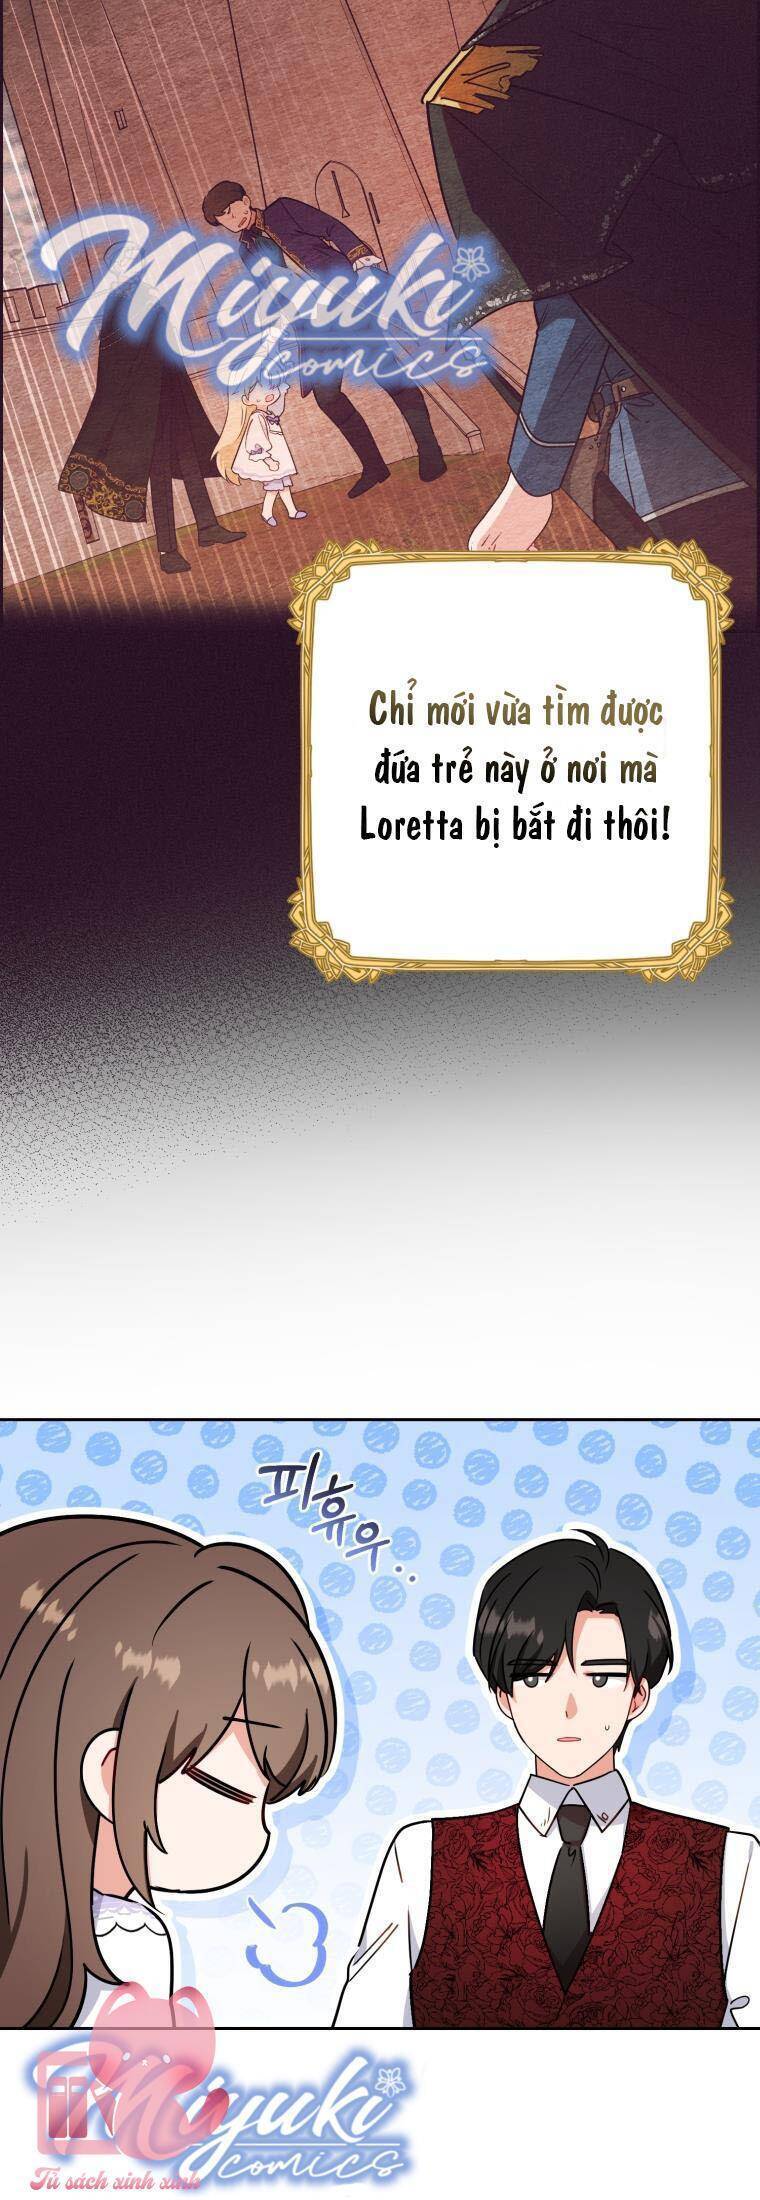 Miyuki
comics
Chỉ mới vừa tìm được
đứa trẻ này ở nơi mà
Loretta bị bắt đi thôi!
피휴우..
Miyuki
comics
Tủ sách xinh xinh